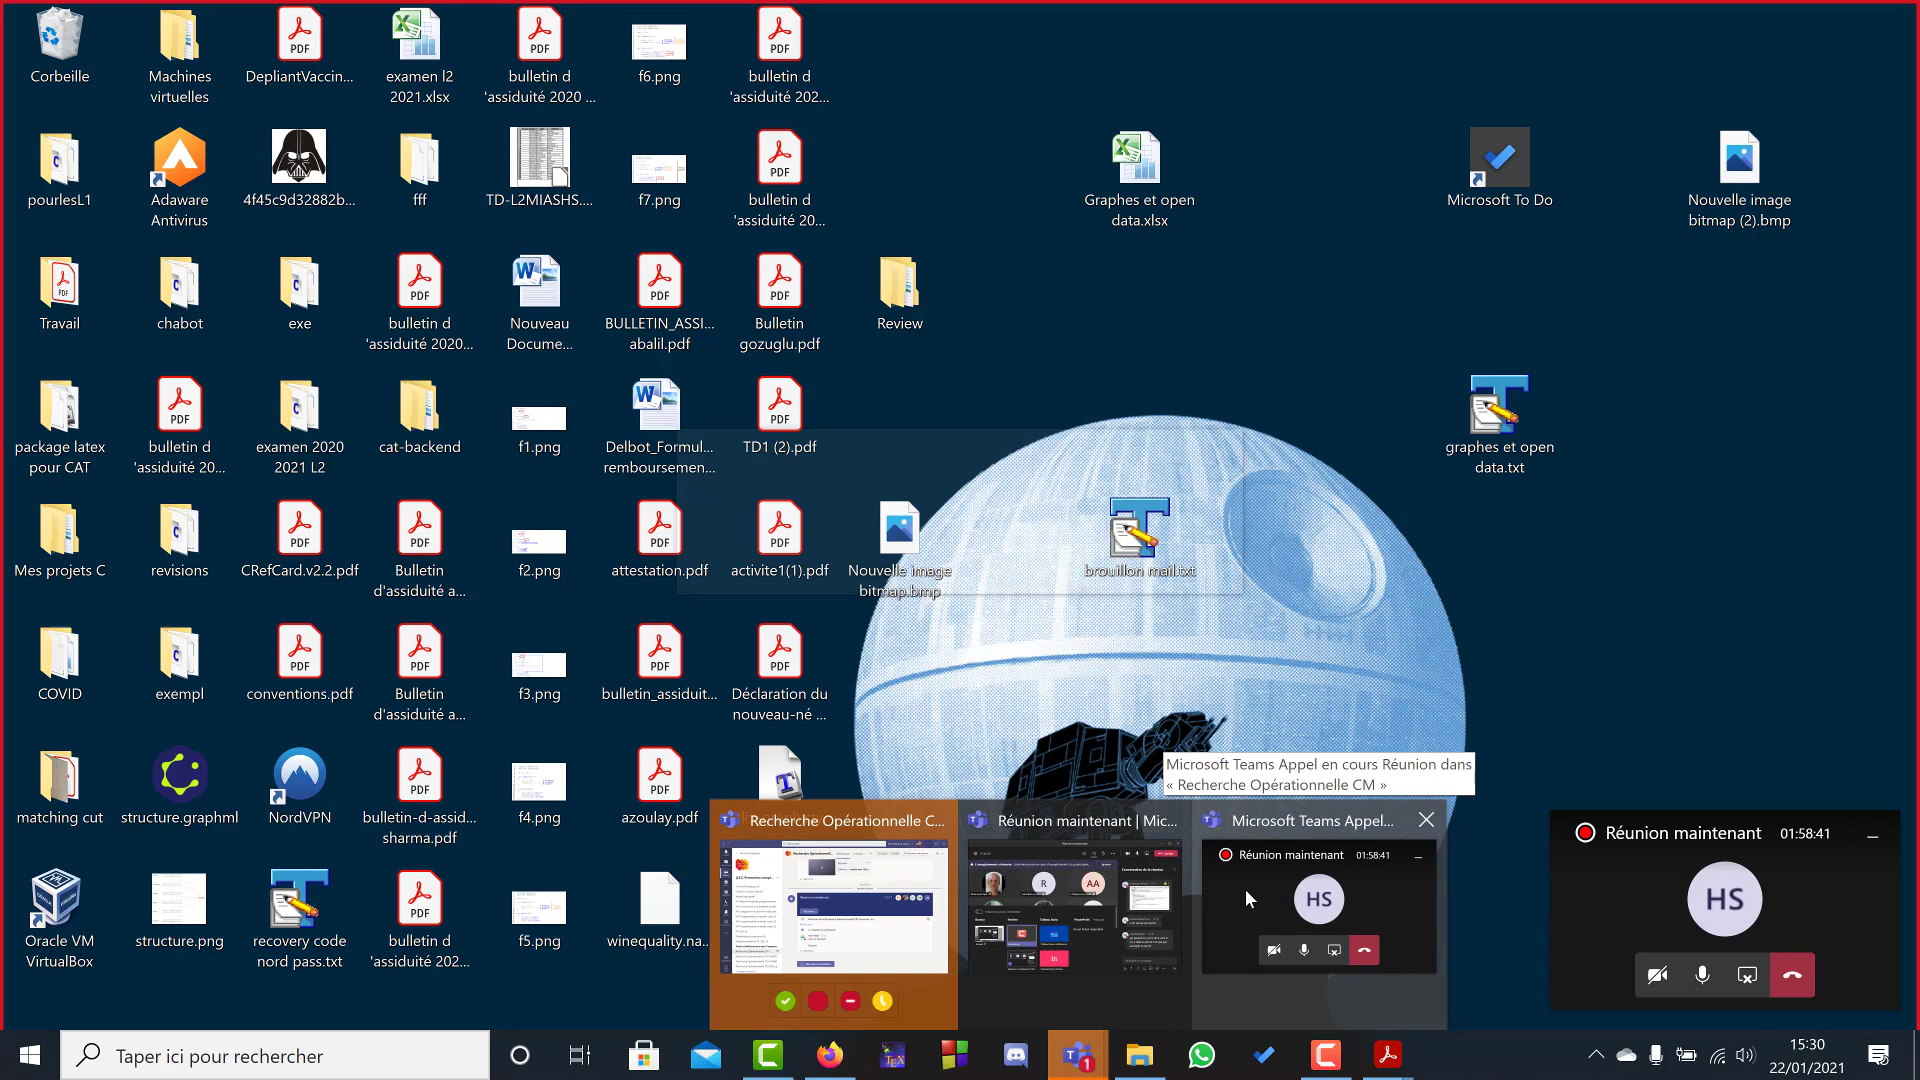 Corbeille
Machines
virtuelles
DepliantVaccin...
examen l2
2021.xlsx
bulletin d
'assiduité 2020 ...
f6.png
bulletin d
'assiduité 202...
pourlesL1
Adaware
Antivirus
4f45c9d32882b...
fff
TD-L2MIASHS....
f7.png
bulletin d
'assiduité 20...
Graphes et open
data.xlsx
Microsoft To Do
Nouvelle image
bitmap (2).bmp
Travail
chabot
exe
bulletin d
'assiduité 2020...
Nouveau
Docume...
BULLETIN_ASSI...
abalil.pdf
Bulletin
gozuglu.pdf
Review
package latex
pour CAT
bulletin d
'assiduité 20...
examen 2020
2021 L2
cat-backend
f1.png
Delbot_Formul...
remboursemen...
TD1 (2).pdf
graphes et open
data.txt
Mes projets C
revisions
CRefCard.v2.2.pdf
Bulletin
d'assiduité a...
f2.png
attestation.pdf
activite1(1).pdf
Nouvelle image
bitmap.bmp
brouillon mail.txt
COVID
exempl
conventions.pdf
Bulletin
d'assiduité a...
f3.png
bulletin_assiduit...
Déclaration du
nouveau-né ...
matching cut
structure.graphml
NordVPN
bulletin-d-assid...
sharma.pdf
f4.png
azoulay.pdf
Microsoft Teams Appel en cours Réunion dans
« Recherche Opérationnelle CM »
Recherche Opérationnelle C...
Réunion maintenant | Mic...
Microsoft Teams Appel...
Réunion maintenant 01:58:41
HS
R
AA
Réunion maintenant 01:58:41
HS
Oracle VM
VirtualBox
structure.png
recovery code
nord pass.txt
bulletin d
'assiduité 202...
f5.png
winequality.na...
Taper ici pour rechercher
1
15:30
22/01/2021